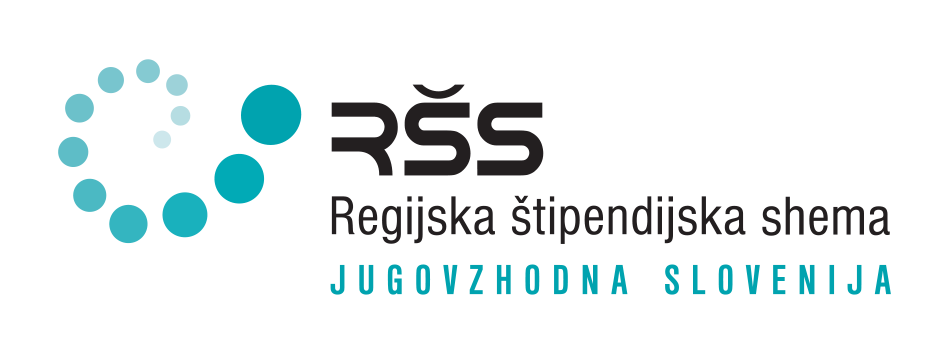 RŠS
Regijska štipendijska shema
JUGOVZHODNA SLOVENIJA